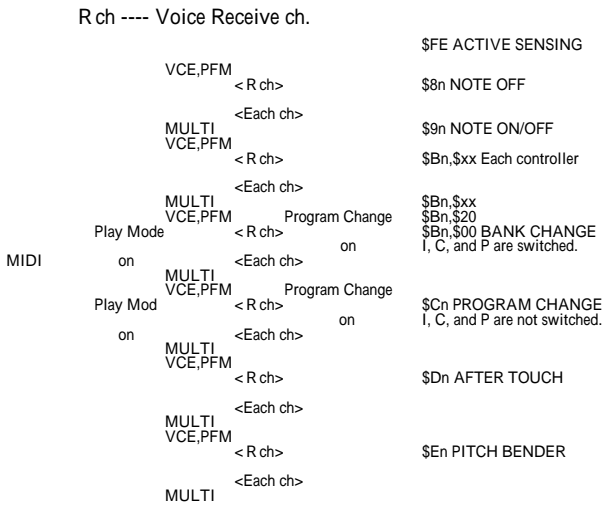 R ch ---- Voice Receive ch.
$FE ACTIVE SENSING
VCE,PFM
< R ch> $8n NOTE OFF
<Each ch>
MULTI $9n NOTE ON/OFF
VCE,PFM
< R ch> $Bn,$xx Each controller
<Each ch>
MULTI $Bn,$xx
VCE,PFM Program Change $Bn,$20
Play Mode < R ch> $Bn,$00 BANK CHANGE
on I, C, and P are switched.
MIDI on <Each ch>
MULTI
VCE,PFM Program Change
Play Mod < R ch> $Cn PROGRAM CHANGE
on I, C, and P are not switched.
on <Each ch>
MULTI
VCE,PFM
< R ch> $Dn AFTER TOUCH
<Each ch>
MULTI
VCE,PFM
< R ch> $En PITCH BENDER
<Each ch>
MULTI